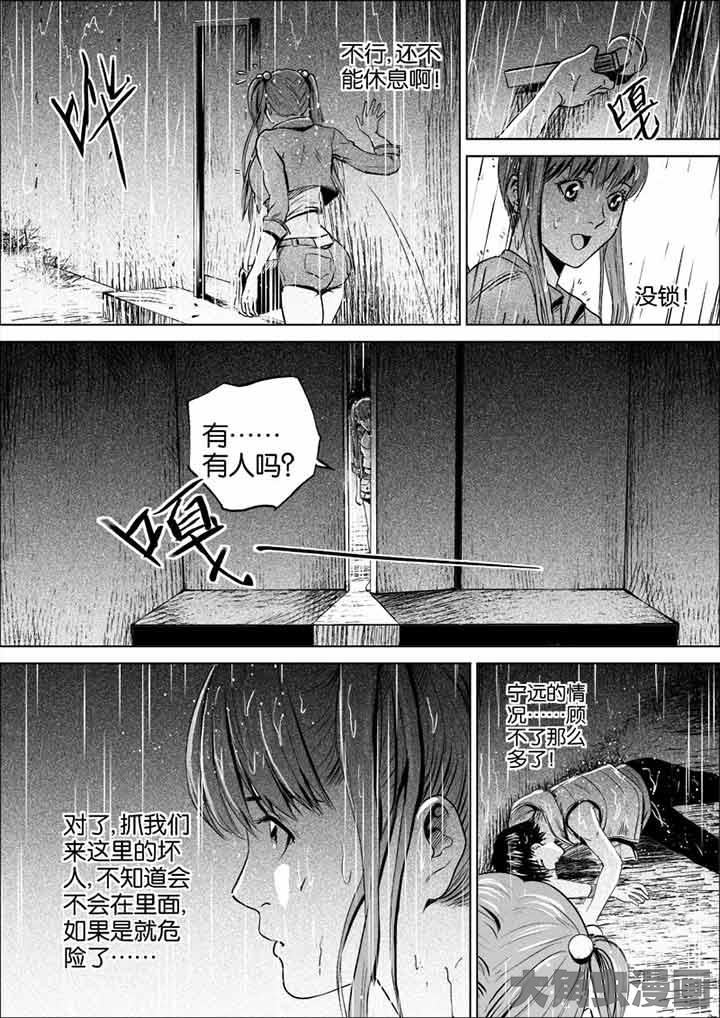 哗
不行,还不
能休息啊!
嘎
没锁!
有……
有人吗?
嘎
对了,抓我们
来这里的坏
人,不知道会
不会在里面,
如果是就危
险了……
宁远的情
况……顾
不了那么
多了!
大角虫漫画